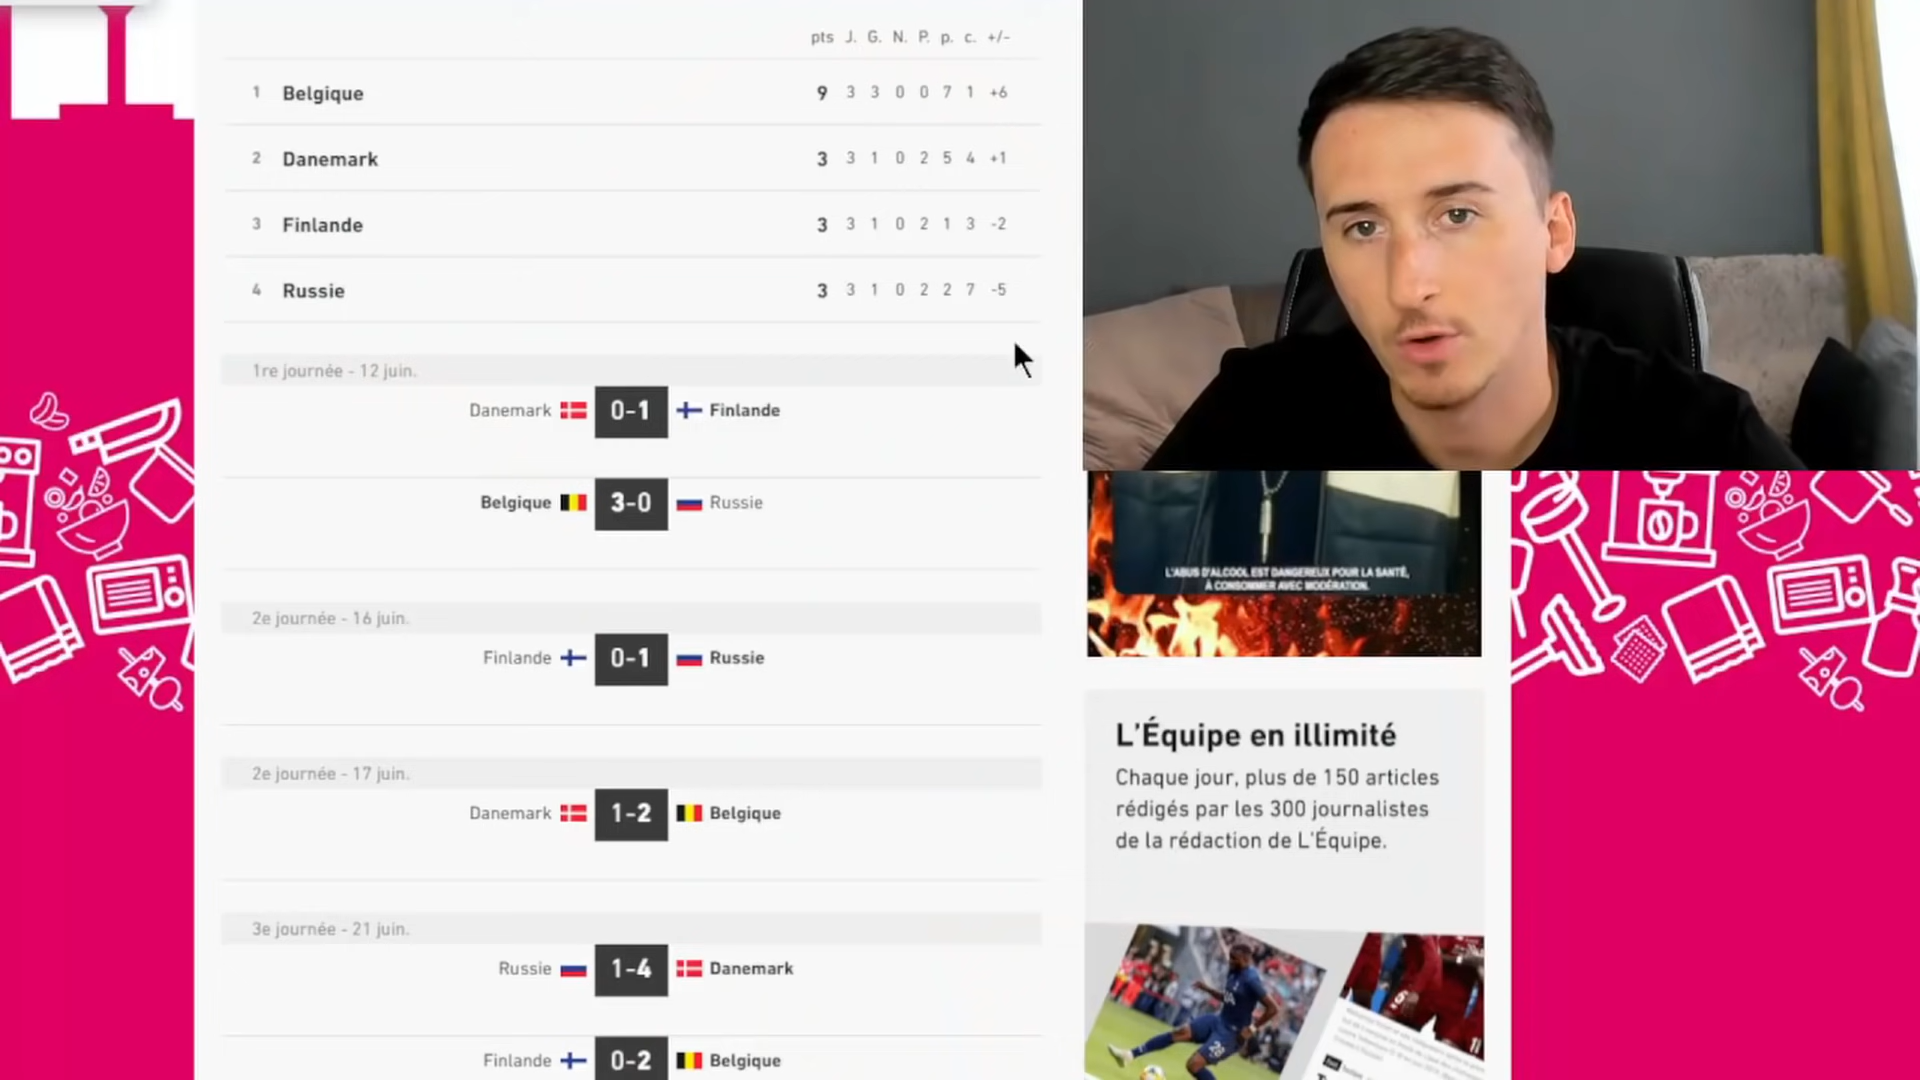 pts J. G. N. P. p. c. +/-
1 Belgique 9 3 3 0 0 7 1 +6
2 Danemark 3 3 1 0 2 5 4 +1
3 Finlande 3 3 1 0 2 1 3 -2
4 Russie 3 3 1 0 2 2 7 -5
1re journée - 12 juin.
Danemark 0-1 Finlande
Belgique 3-0 Russie
2e journée - 16 juin.
Finlande 0-1 Russie
2e journée - 17 juin.
Danemark 1-2 Belgique
3e journée - 21 juin.
Russie 1-4 Danemark
Finlande 0-2 Belgique
L'ABUS D'ALCOOL EST DANGEREUX POUR LA SANTÉ,
À CONSOMMER AVEC MODÉRATION.
L'Équipe en illimité
Chaque jour, plus de 150 articles
rédigés par les 300 journalistes
de la rédaction de L'Équipe.
28